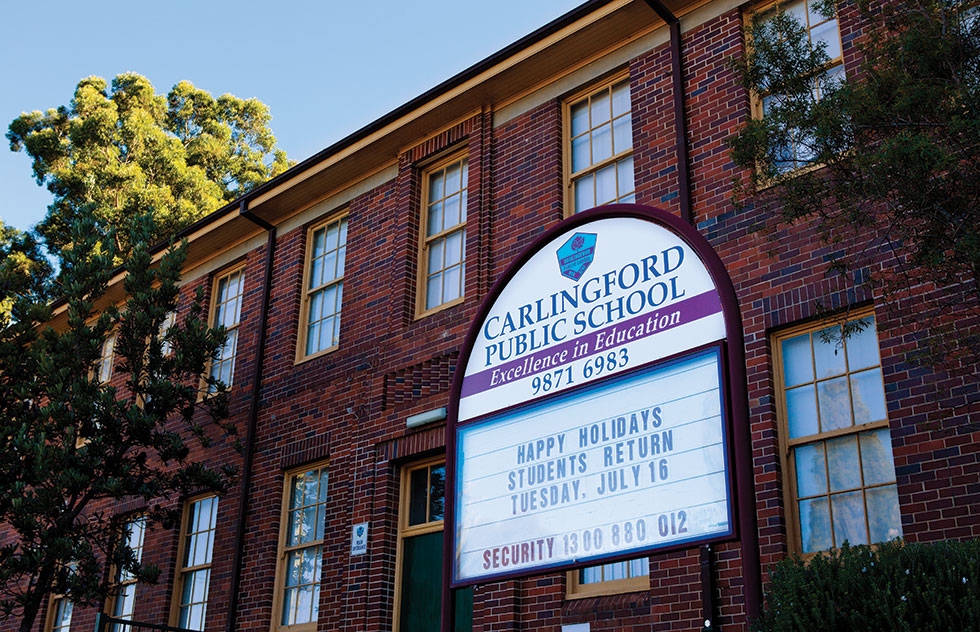 CARLINGFORD
PUBLIC SCHOOL
Excellence in Education
9871 6983
HAPPY HOLIDAYS
STUDENTS RETURN
TUESDAY, JULY 16
SECURITY 1300 880 012